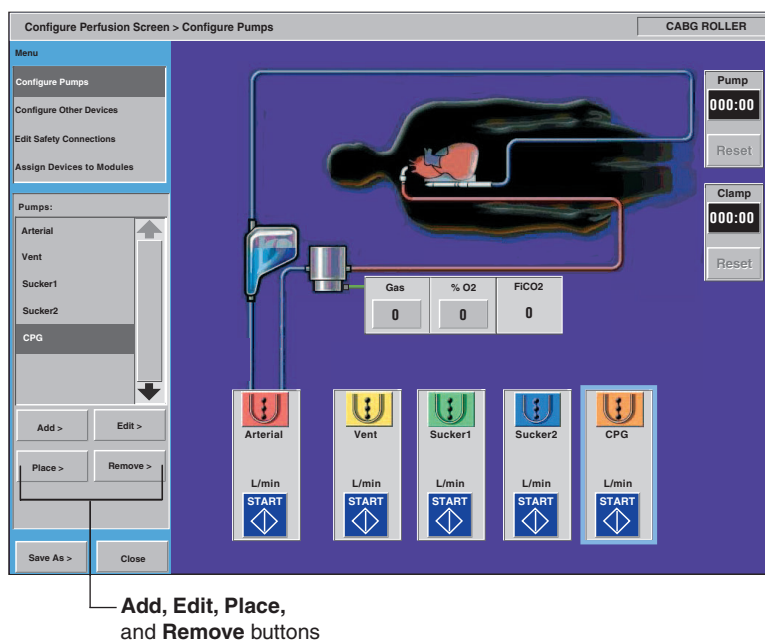 Configure Perfusion Screen > Configure Pumps
CABG ROLLER
Menu
Configure Pumps
Configure Other Devices
Edit Safety Connections
Assign Devices to Modules
Pumps:
Arterial
Vent
Sucker1
Sucker2
CPG
Add >
Edit >
Place >
Remove >
Save As >
Close
Pump
000:00
Reset
Clamp
000:00
Reset
Gas
% O2
FiCO2
0
0
0
Arterial
Vent
Sucker1
Sucker2
CPG
L/min
L/min
L/min
L/min
L/min
START
START
START
START
START
Add, Edit, Place,
and Remove buttons